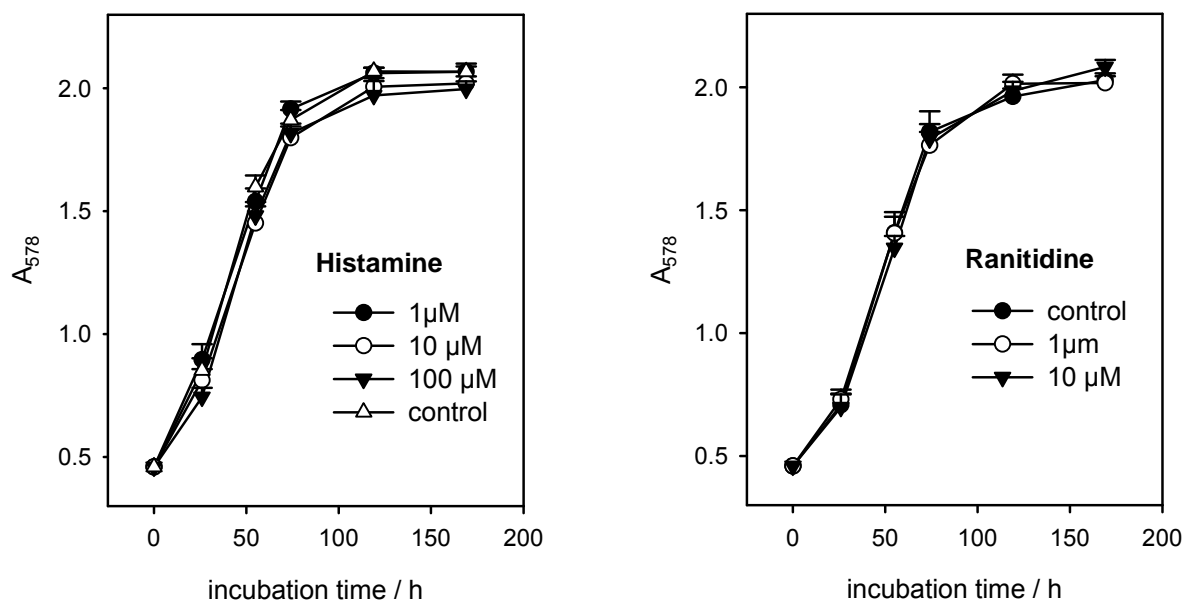 2.0
1.5
1.0
0.5
A578
Histamine
1µM
10 µM
100 µM
control
0 50 100 150 200
incubation time / h
2.0
1.5
1.0
0.5
A578
Ranitidine
control
1µm
10 µM
0 50 100 150 200
incubation time / h